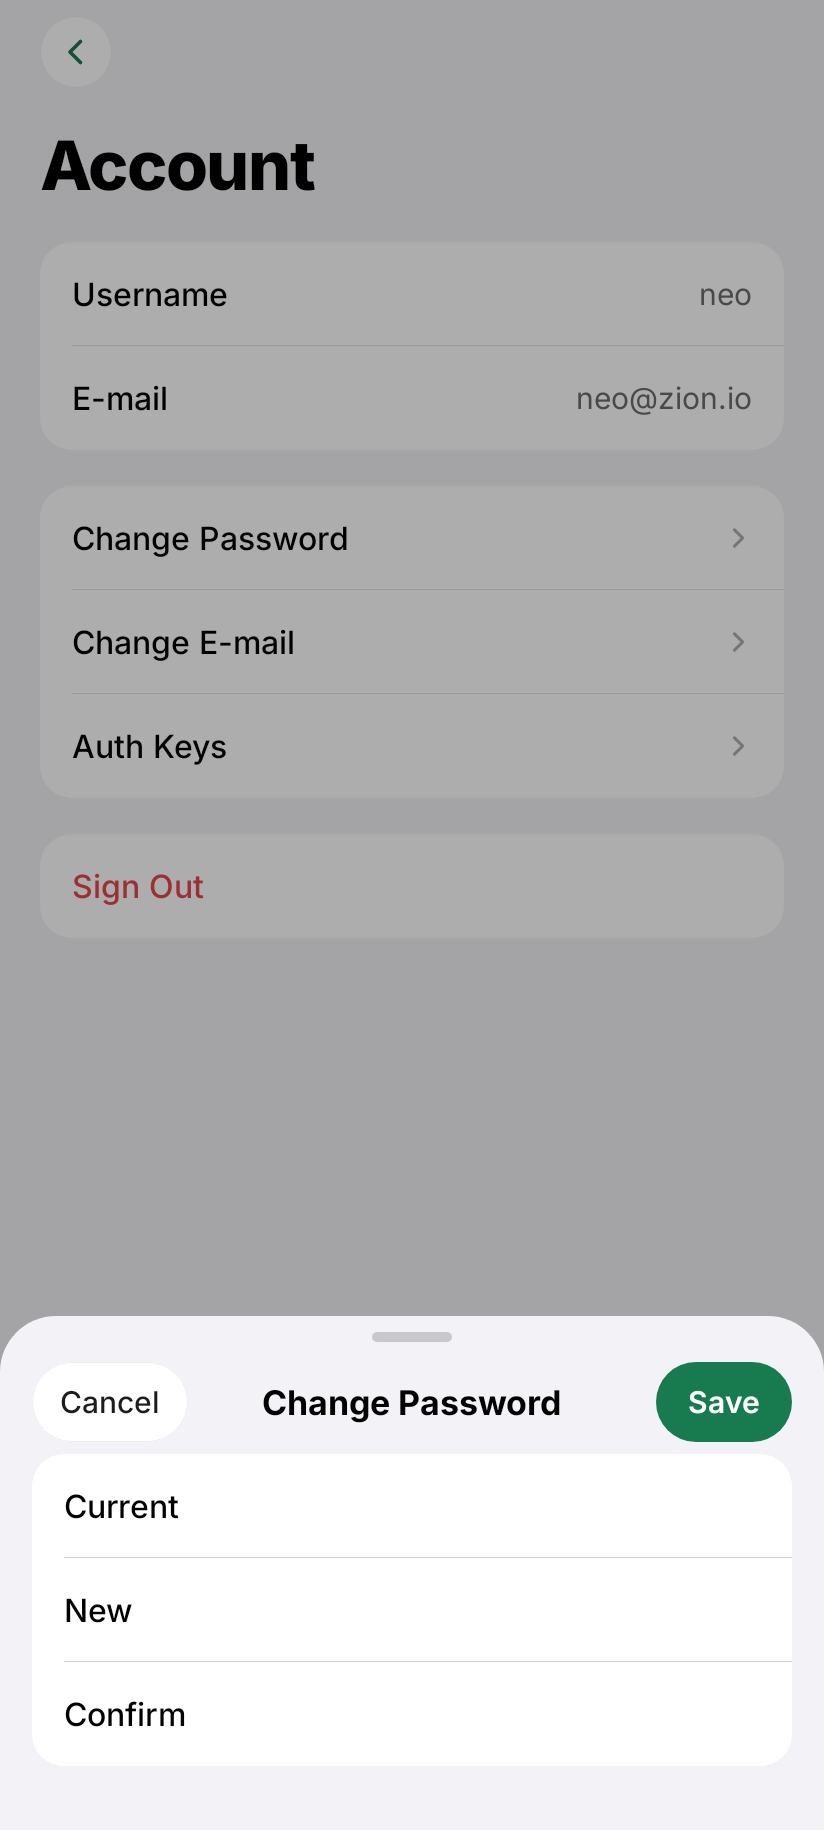 Account
Username neo
E-mail neo@zion.io
Change Password
Change E-mail
Auth Keys
Sign Out
Cancel Change Password Save
Current
New
Confirm